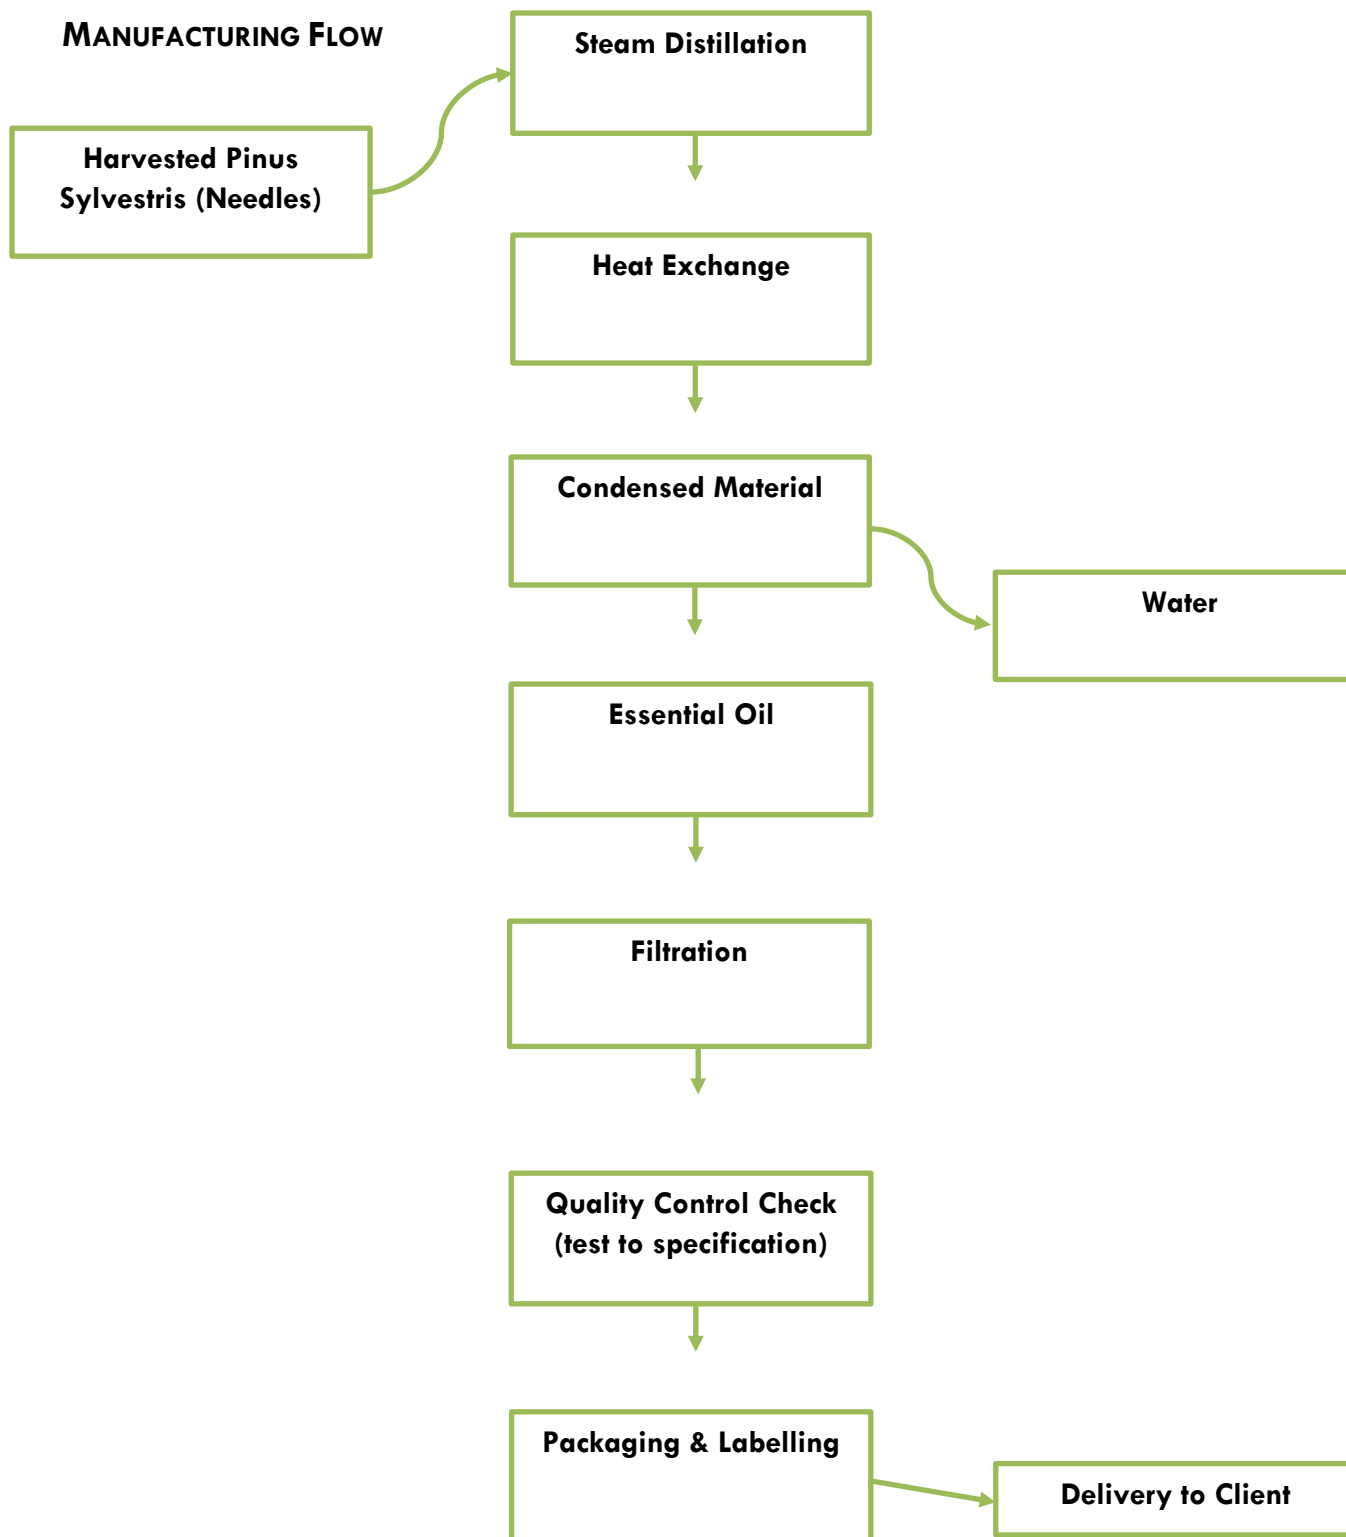 MANUFACTURING FLOW
Steam Distillation
Harvested Pinus
Sylvestris (Needles)
Heat Exchange
Condensed Material
Water
Essential Oil
Filtration
Quality Control Check
(test to specification)
Packaging & Labelling
Delivery to Client